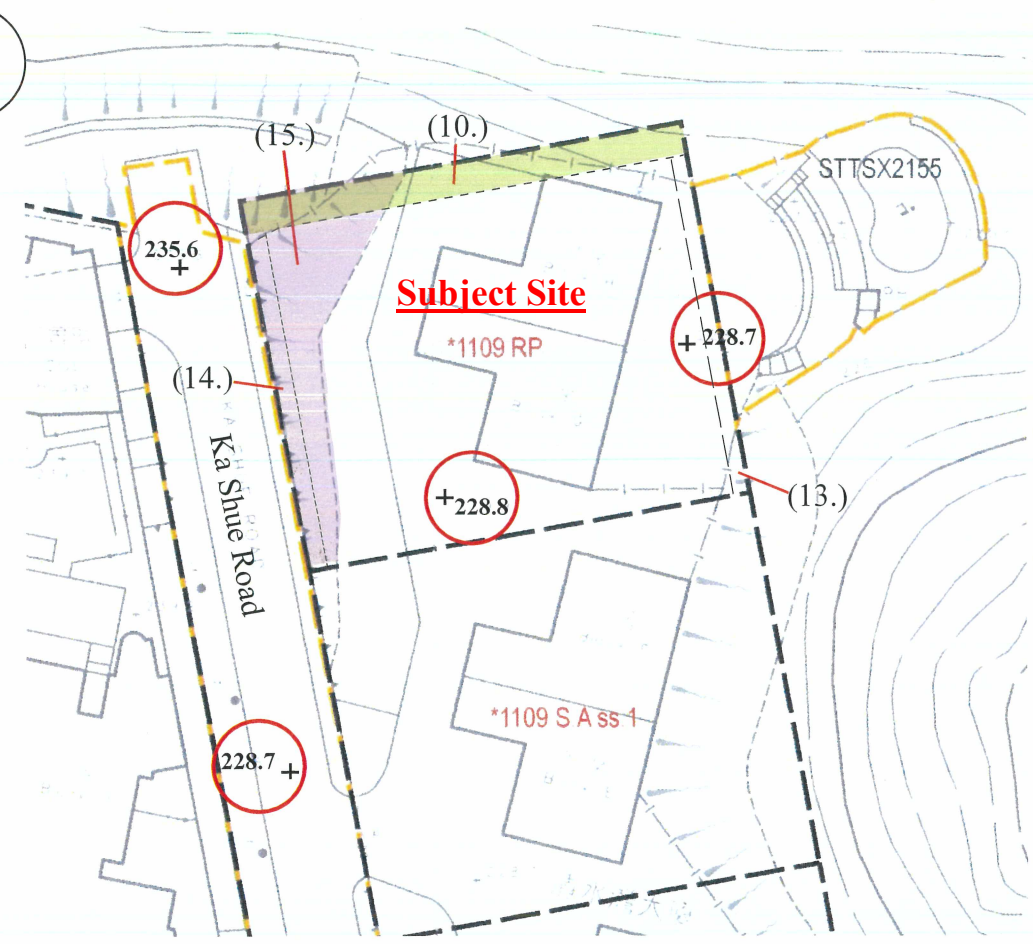 (15.)
(10.)
STTSX2155
235.6
Subject Site
228.7
*1109 RP
(14.)
Ka Shue Road
228.8
(13.)
*1109 S A ss 1
228.7